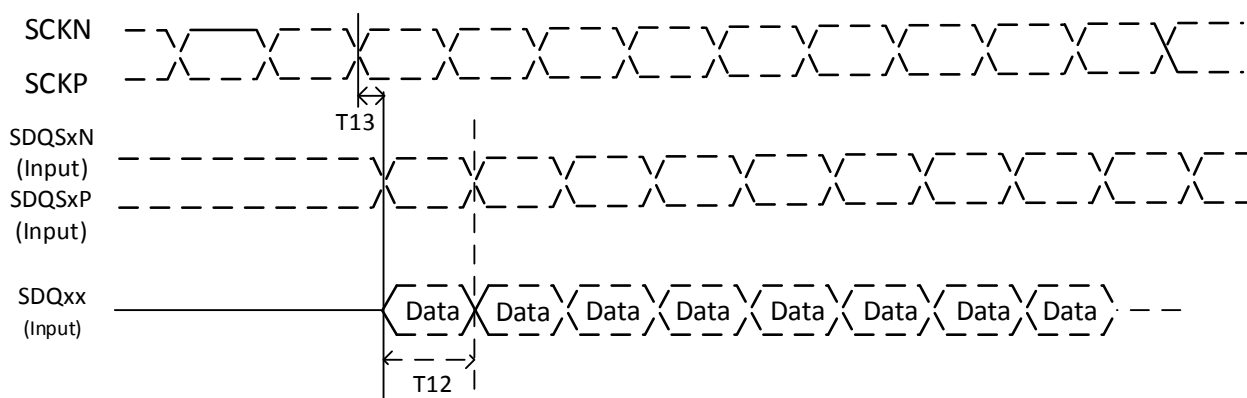 SCKN
SCKP
T13
SDQSxN
(Input)
SDQSxP
(Input)
SDQxx
(Input)
Data Data Data Data Data Data Data Data
T12